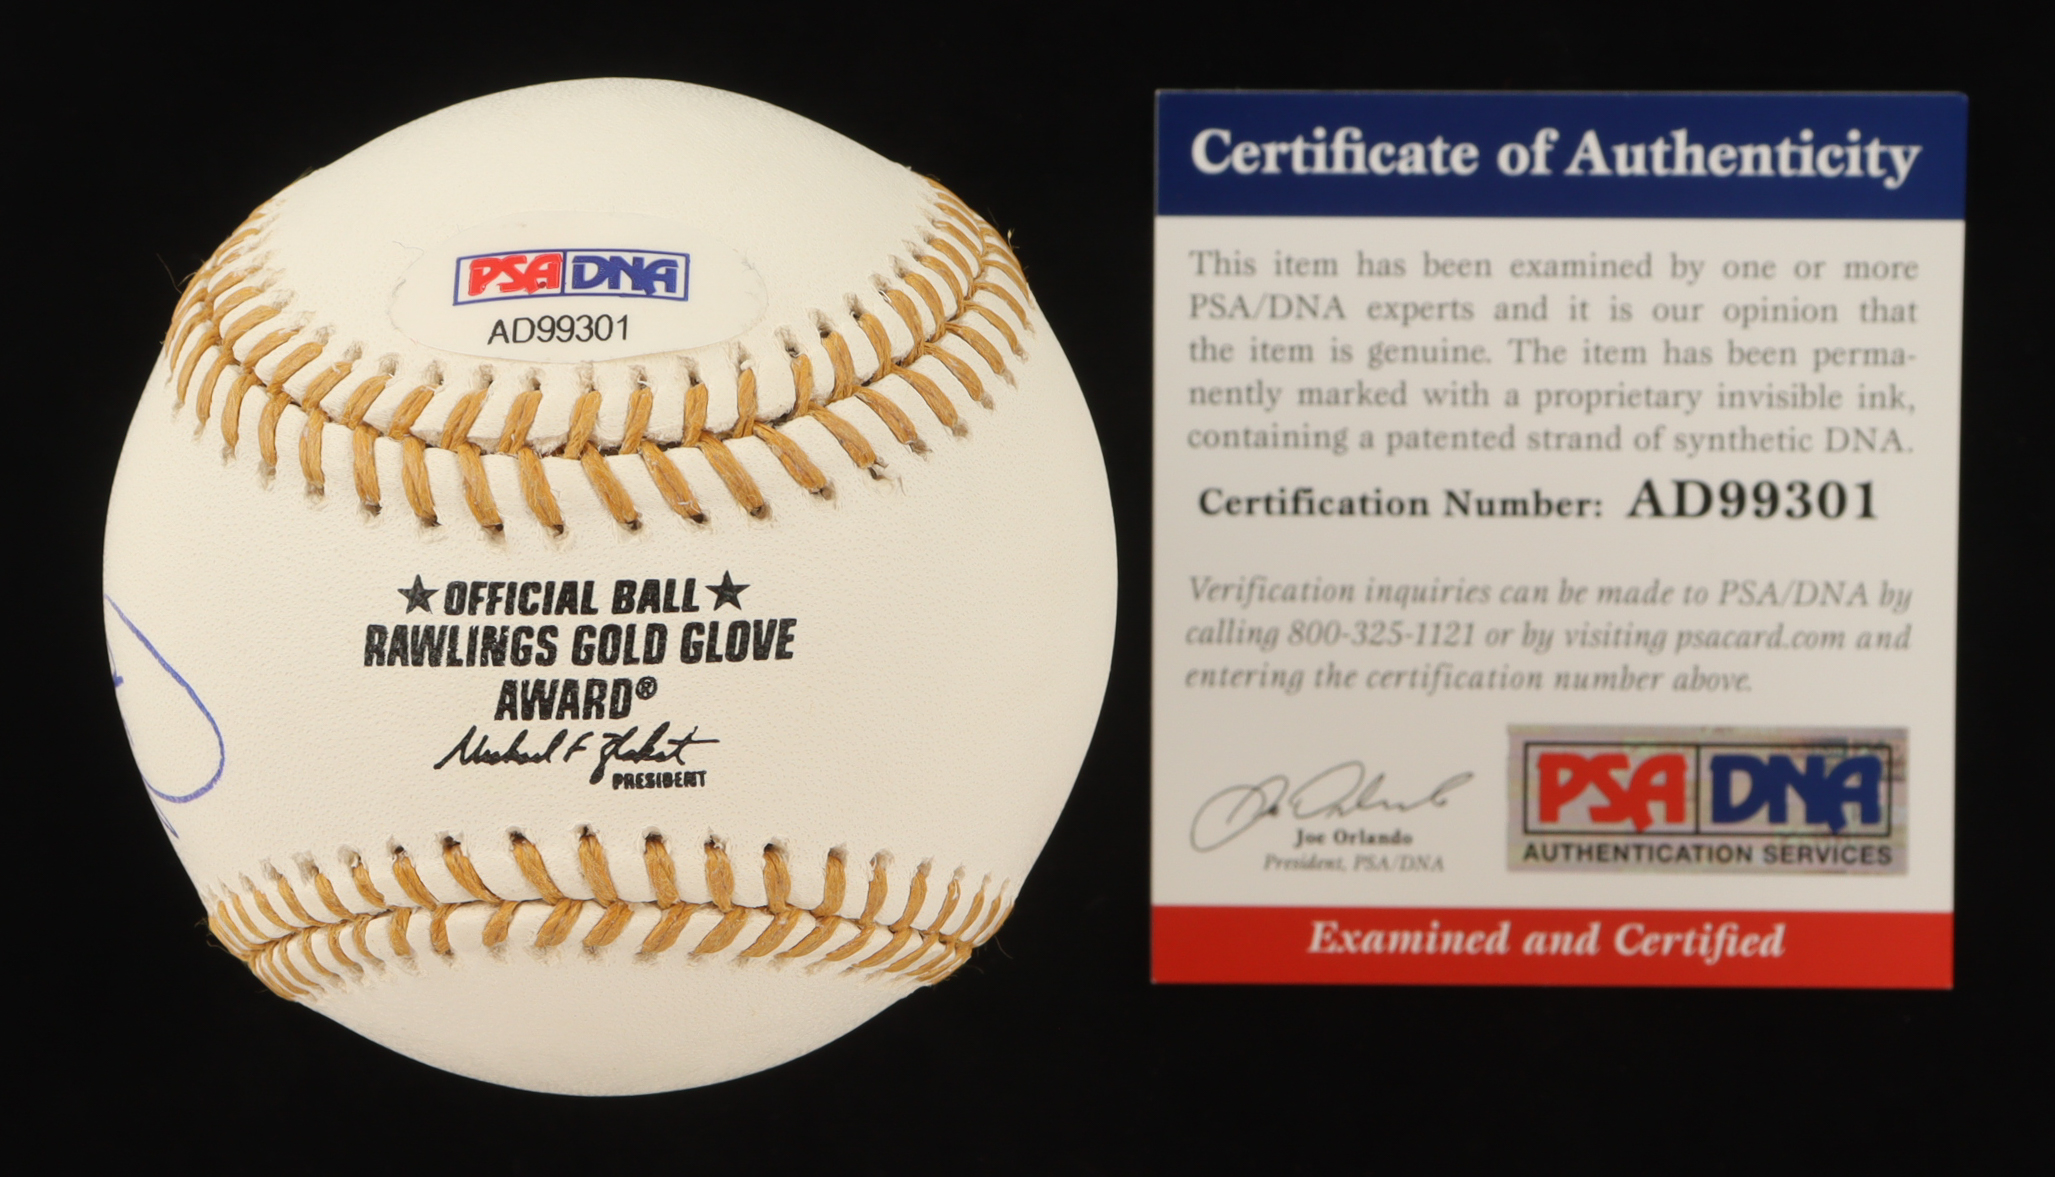 PSA DNA
AD99301
★OFFICIAL BALL★
RAWLINGS GOLD GLOVE
AWARD®
PRESIDENT
Certificate of Authenticity
This item has been examined by one or more
PSA/DNA experts and it is our opinion that
the item is genuine. The item has been perma-
nently marked with a proprietary invisible ink,
containing a patented strand of synthetic DNA.
Certification Number: AD99301
Verification inquiries can be made to PSA/DNA by
calling 800-325-1121 or by visiting psacard.com and
entering the certification number above.
Joe Orlando
President, PSA/DNA
PSA DNA
AUTHENTICATION SERVICES
Examined and Certified